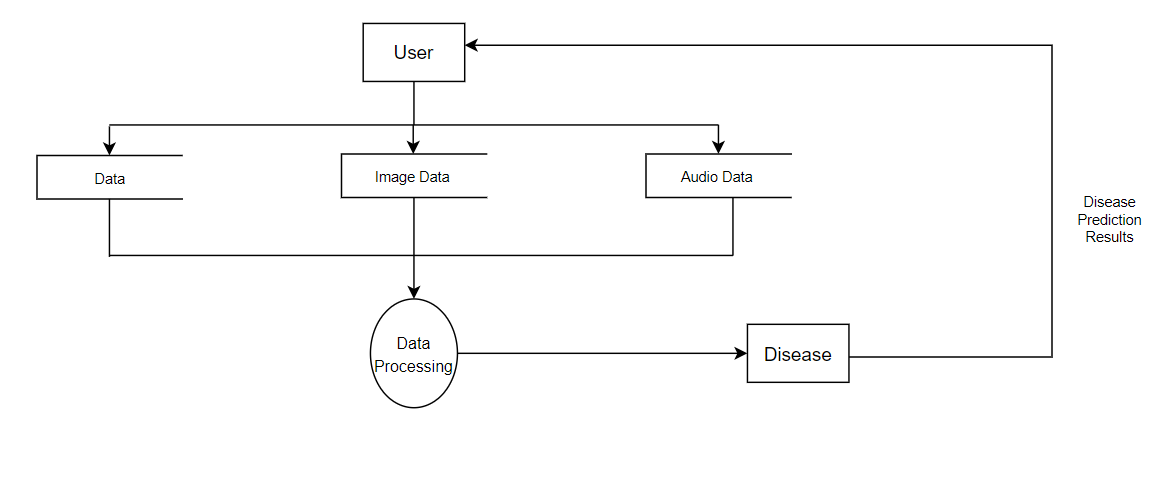 User
Data
Image Data
Audio Data
Disease
Prediction
Results
Data
Processing
Disease